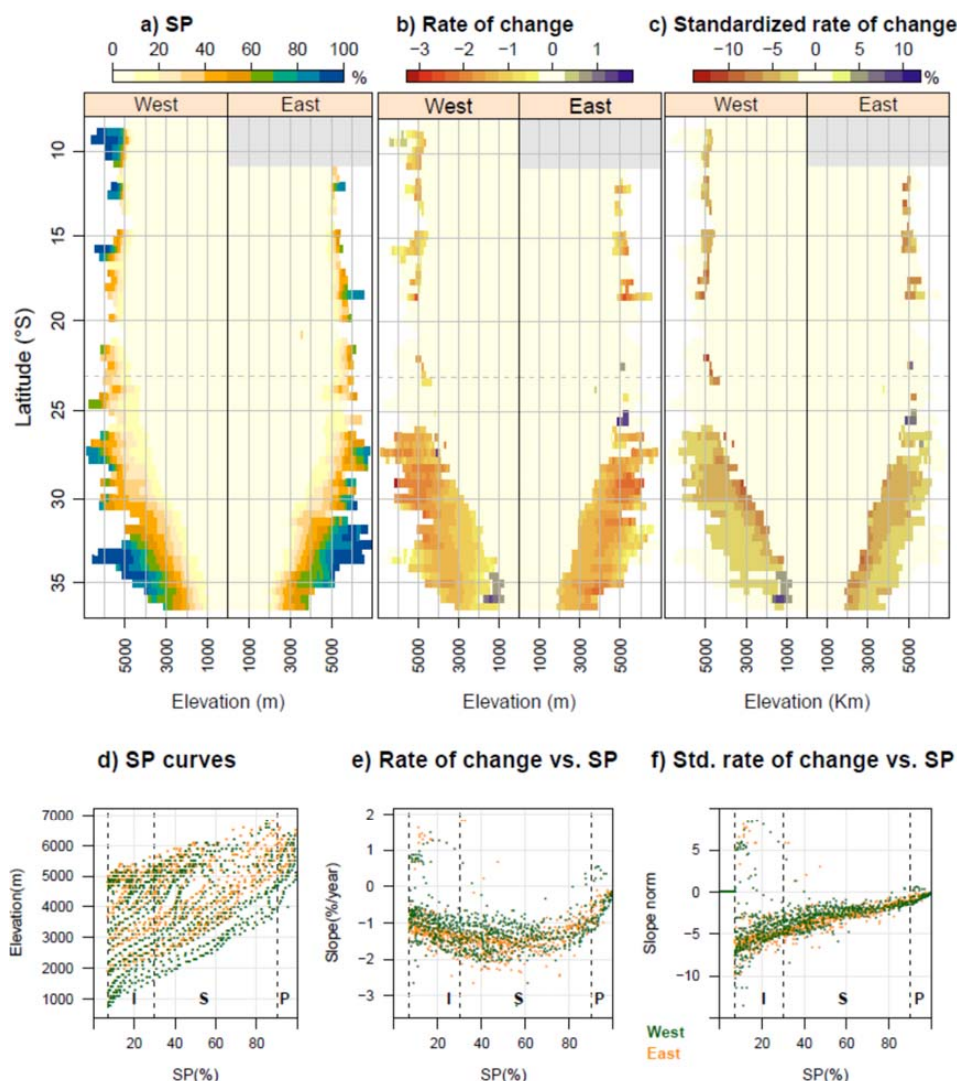 a) SP
b) Rate of change
c) Standardized rate of change
0 20 40 60 80 100 %
−3 −2 −1 0 1
−10 −5 0 5 10 %
West East West East West East
Latitude (°S)
10
15
20
25
30
35
5000 3000 1000 1000 3000 5000
5000 3000 1000 1000 3000 5000
5000 3000 1000 1000 3000 5000
Elevation (m)
Elevation (m)
Elevation (Km)
d) SP curves
e) Rate of change vs. SP
f) Std. rate of change vs. SP
Elevation(m)
7000
6000
5000
4000
3000
2000
1000
I S P
20 40 60 80
SP(%)
Slope(%/year)
2
1
0
−1
−2
−3
I S P
20 40 60 80
SP(%)
Slope norm
5
0
−5
−10
I S P
West
East
20 40 60 80
SP(%)